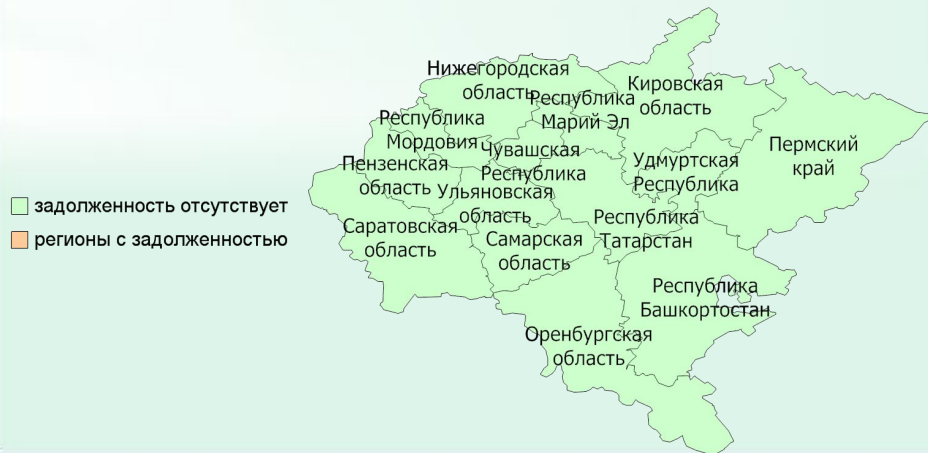 Нижегородская
область
Республика
Марий Эл
Кировская
область
Республика
Мордовия
Чувашская
Республика
Пермский
край
Удмуртская
Республика
Пензенская
область
Ульяновская
область
задолженность отсутствует
регионы с задолженностью
Саратовская
область
Самарская
область
Республика
Татарстан
Республика
Башкортостан
Оренбургская
область